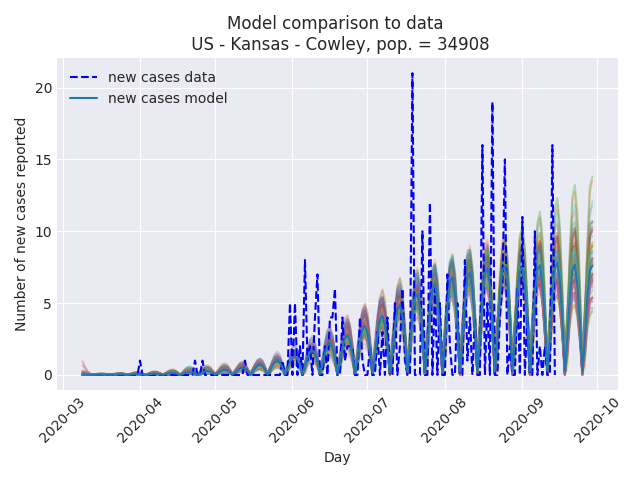 Model comparison to data
US - Kansas - Cowley, pop. = 34908
new cases data
new cases model
Number of new cases reported
20
15
10
5
0
2020-03
2020-04
2020-05
2020-06
2020-07
2020-08
2020-09
2020-10
Day